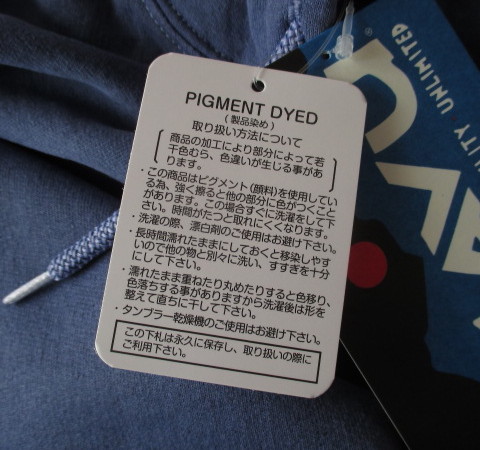 PIGMENT DYED
(製品染め)
取り扱い方法について
商品の加工により部分によって若
干色むら、色違いが生じる事があ
ります。
・この商品はピグメント(顔料)を使用してい
る為、強く擦ると他の部分に色がつくこと
があります。この場合すぐに洗濯をして下
さい。時間がたつと取れにくくなります。
・洗濯の際、漂白剤のご使用はお避け下さい。
・長時間濡れたままにしておくと移染しやす
いので他の物と別々に洗い、すすぎを十分
にして下さい。
・濡れたまま重ねたり丸めたりすると色移り、
色落ちする事がありますから洗濯後は形を
整えて直ちに干して下さい。
・タンブラー乾燥機のご使用はお避け下さい。
この下札は永久に保存し、取り扱いの際に
ご利用下さい。
UNLIMITED